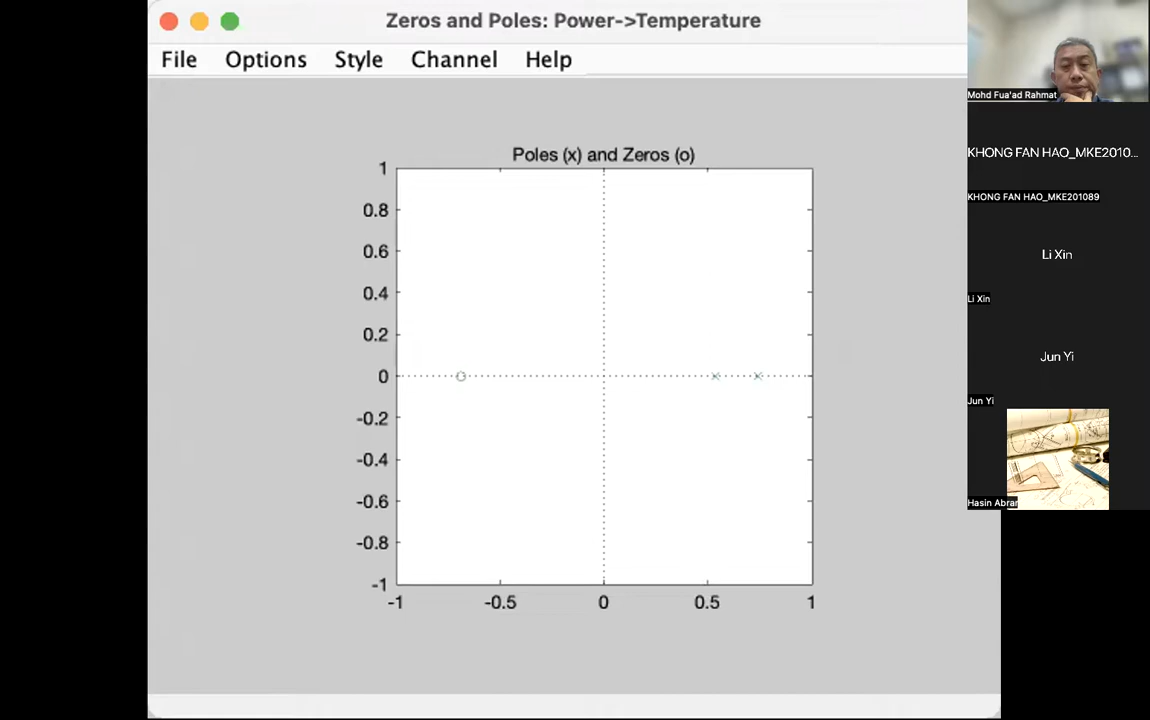 Zeros and Poles: Power->Temperature
File Options Style Channel Help
Poles (x) and Zeros (o)
1
0.8
0.6
0.4
0.2
0
-0.2
-0.4
-0.6
-0.8
-1
-1 -0.5 0 0.5 1
Mohd Fua'ad Rahmat
KHONG FAN HAO_MKE2010...
KHONG FAN HAO_MKE201089
Li Xin
Li Xin
Jun Yi
Jun Yi
Hasin Abrar